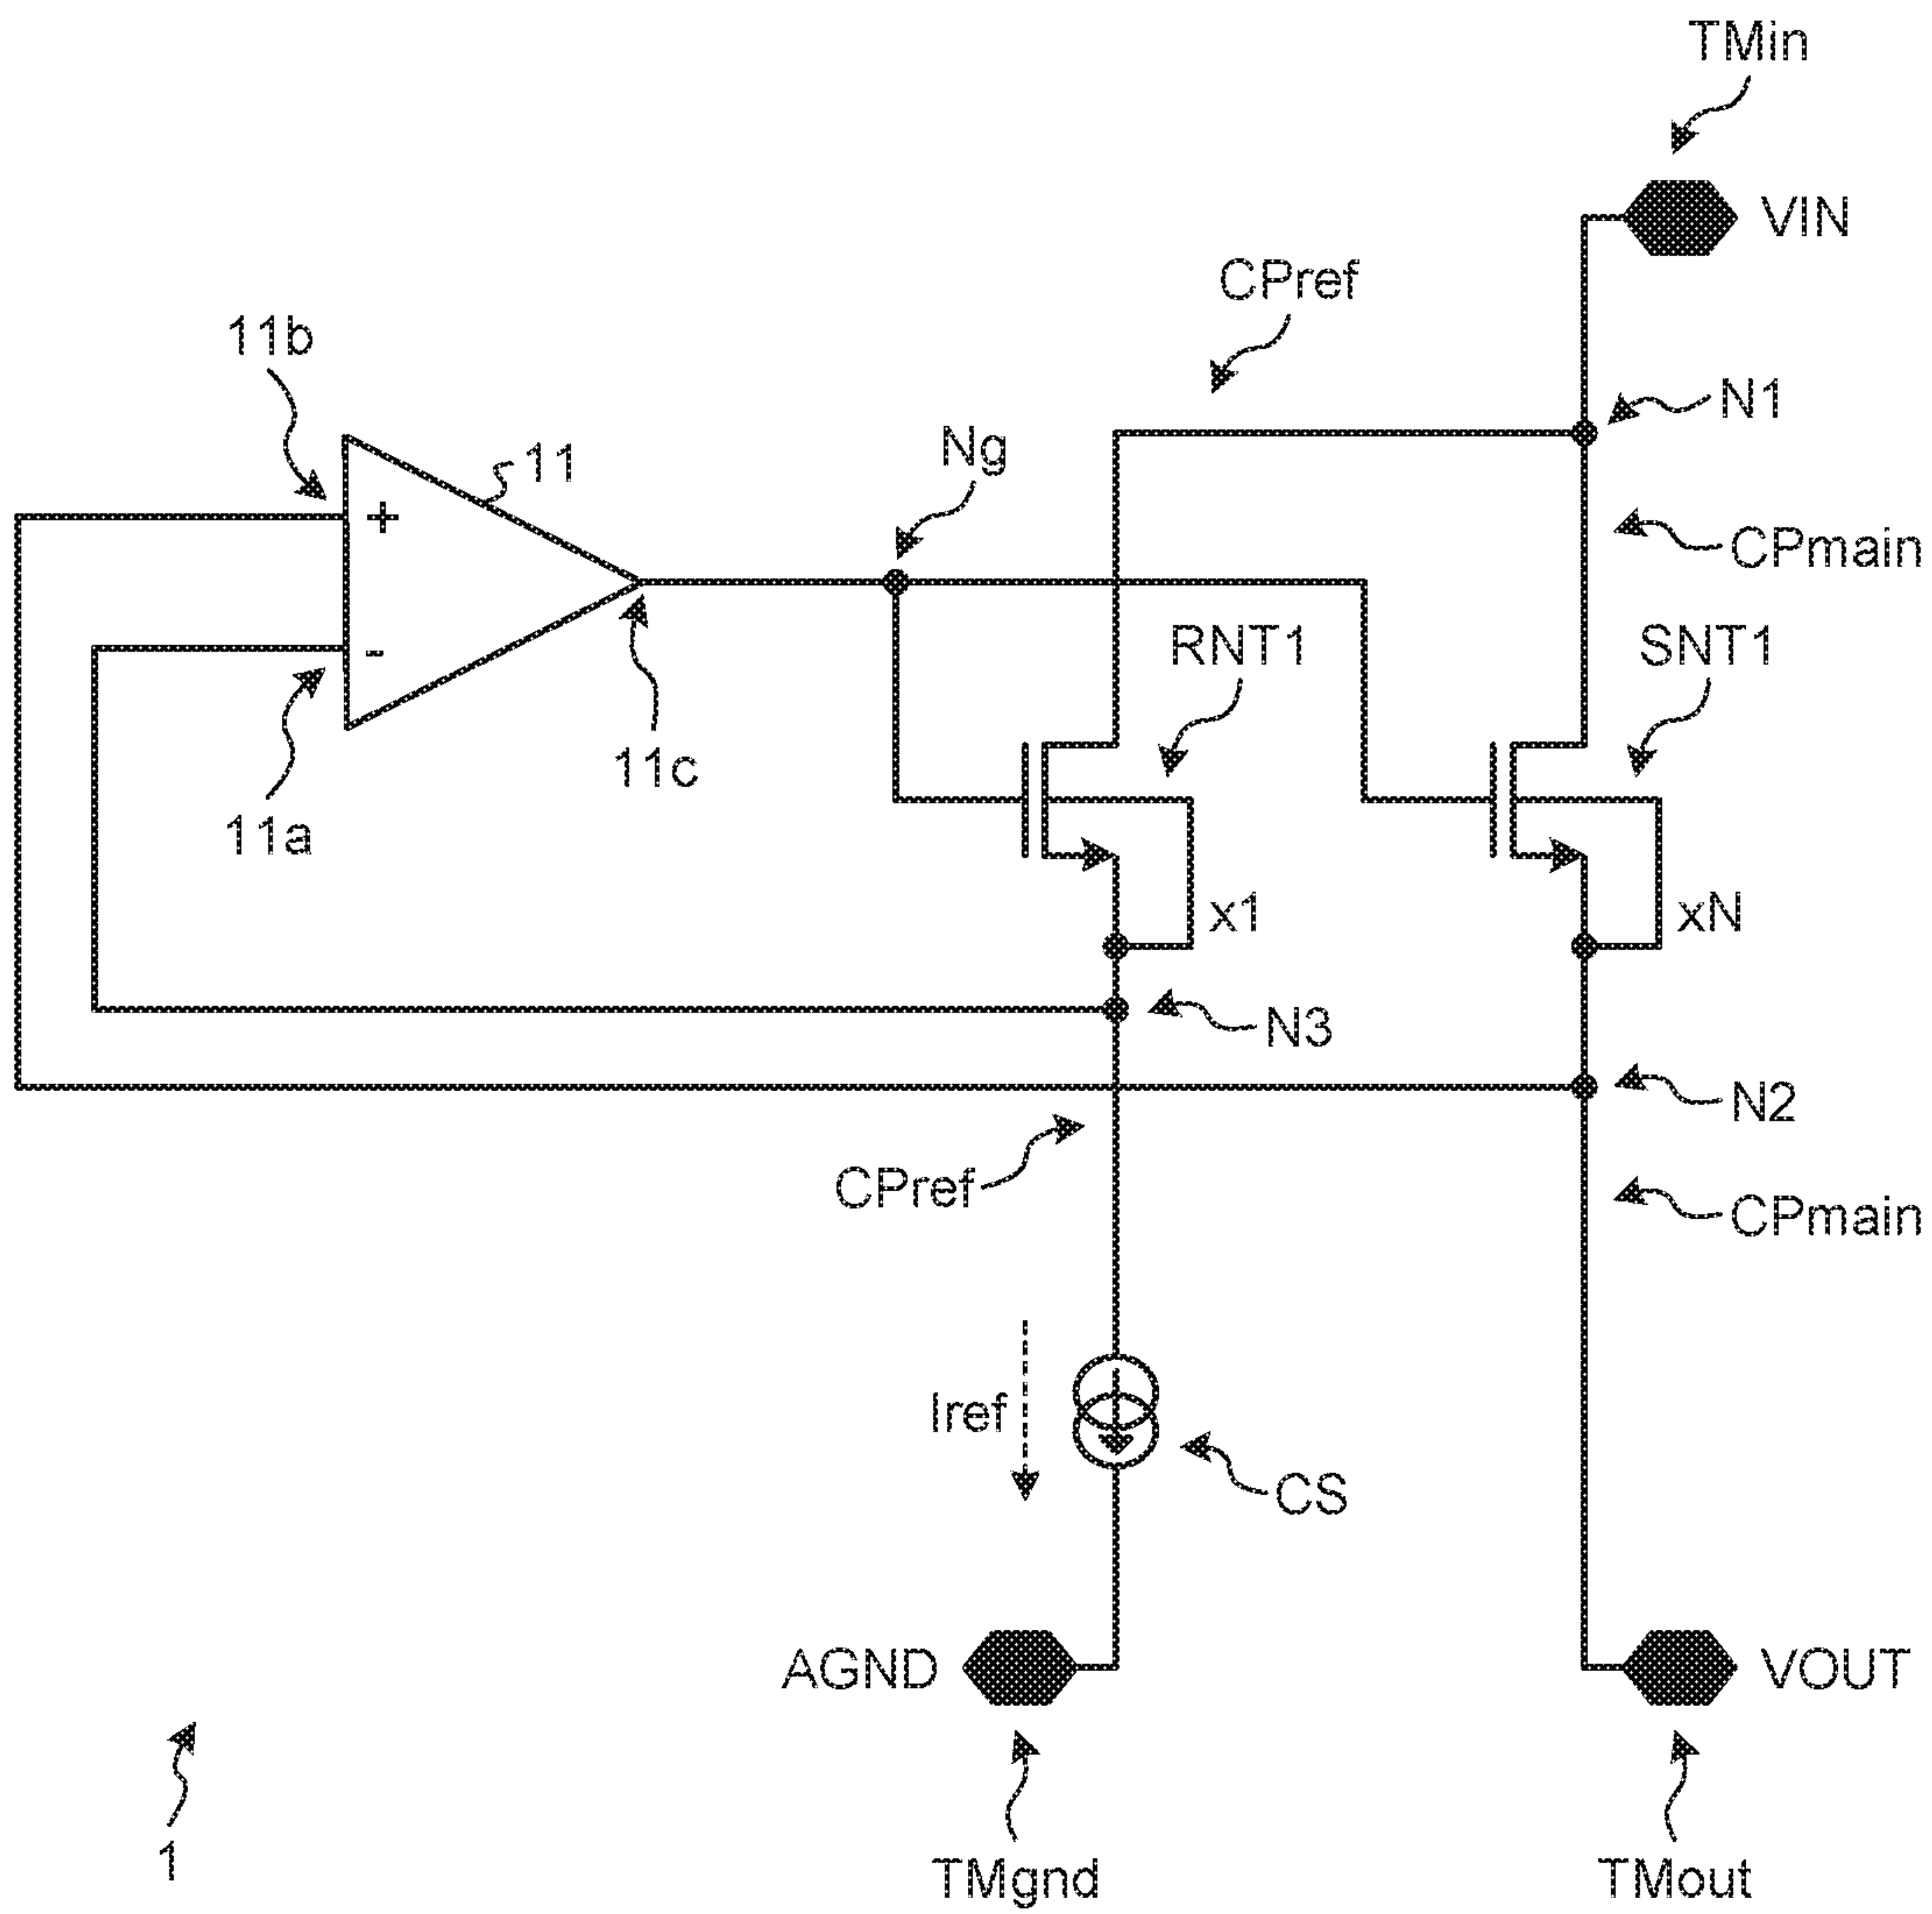 TMin
VIN
CPref
11b
N1
Ng
11
+
CPmain
-
RNT1
SNT1
11c
11a
x1
xN
N3
N2
CPref
CPmain
Iref
CS
AGND
VOUT
1
TMgnd
TMout